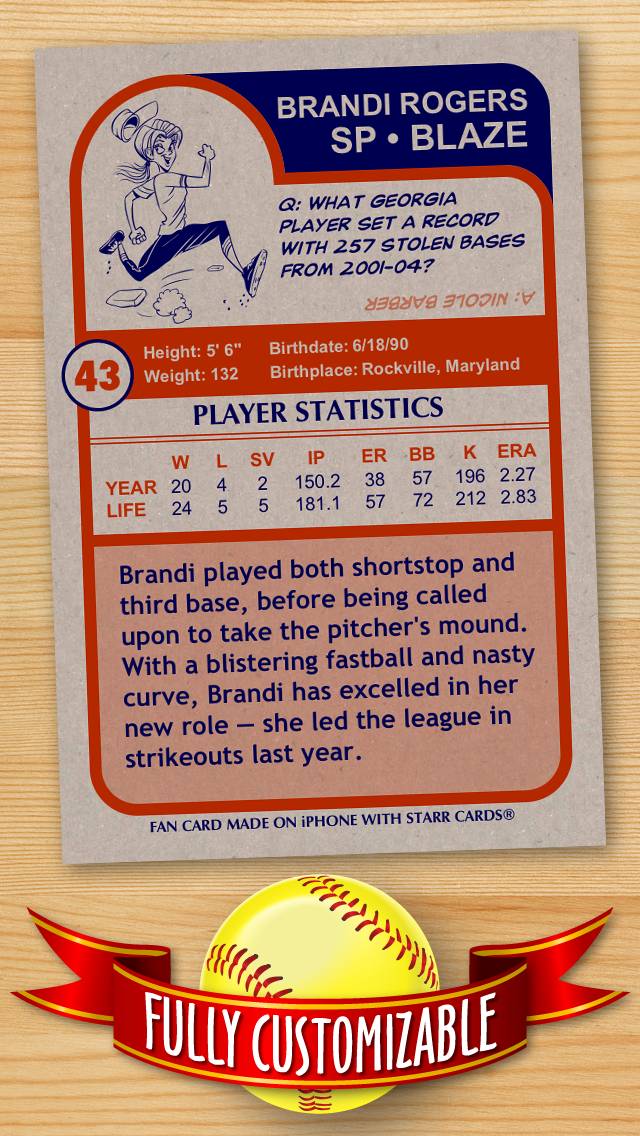 BRANDI ROGERS
SP • BLAZE
Q: WHAT GEORGIA
PLAYER SET A RECORD
WITH 257 STOLEN BASES
FROM 2001-04?
A: NICOLE BARBER
43
Height: 5' 6" Birthdate: 6/18/90
Weight: 132 Birthplace: Rockville, Maryland
PLAYER STATISTICS
W L SV IP ER BB K ERA
YEAR 20 4 2 150.2 38 57 196 2.27
LIFE 24 5 5 181.1 57 72 212 2.83
Brandi played both shortstop and
third base, before being called
upon to take the pitcher's mound.
With a blistering fastball and nasty
curve, Brandi has excelled in her
new role — she led the league in
strikeouts last year.
FAN CARD MADE ON iPHONE WITH STARR CARDS®
FULLY CUSTOMIZABLE